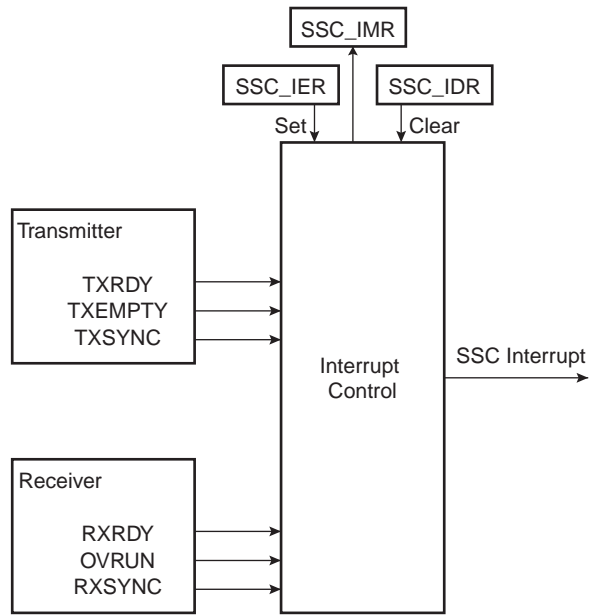 SSC_IMR
SSC_IER
SSC_IDR
Set
Clear
Transmitter
TXRDY
TXEMPTY
TXSYNC
Interrupt
Control
SSC Interrupt
Receiver
RXRDY
OVRUN
RXSYNC